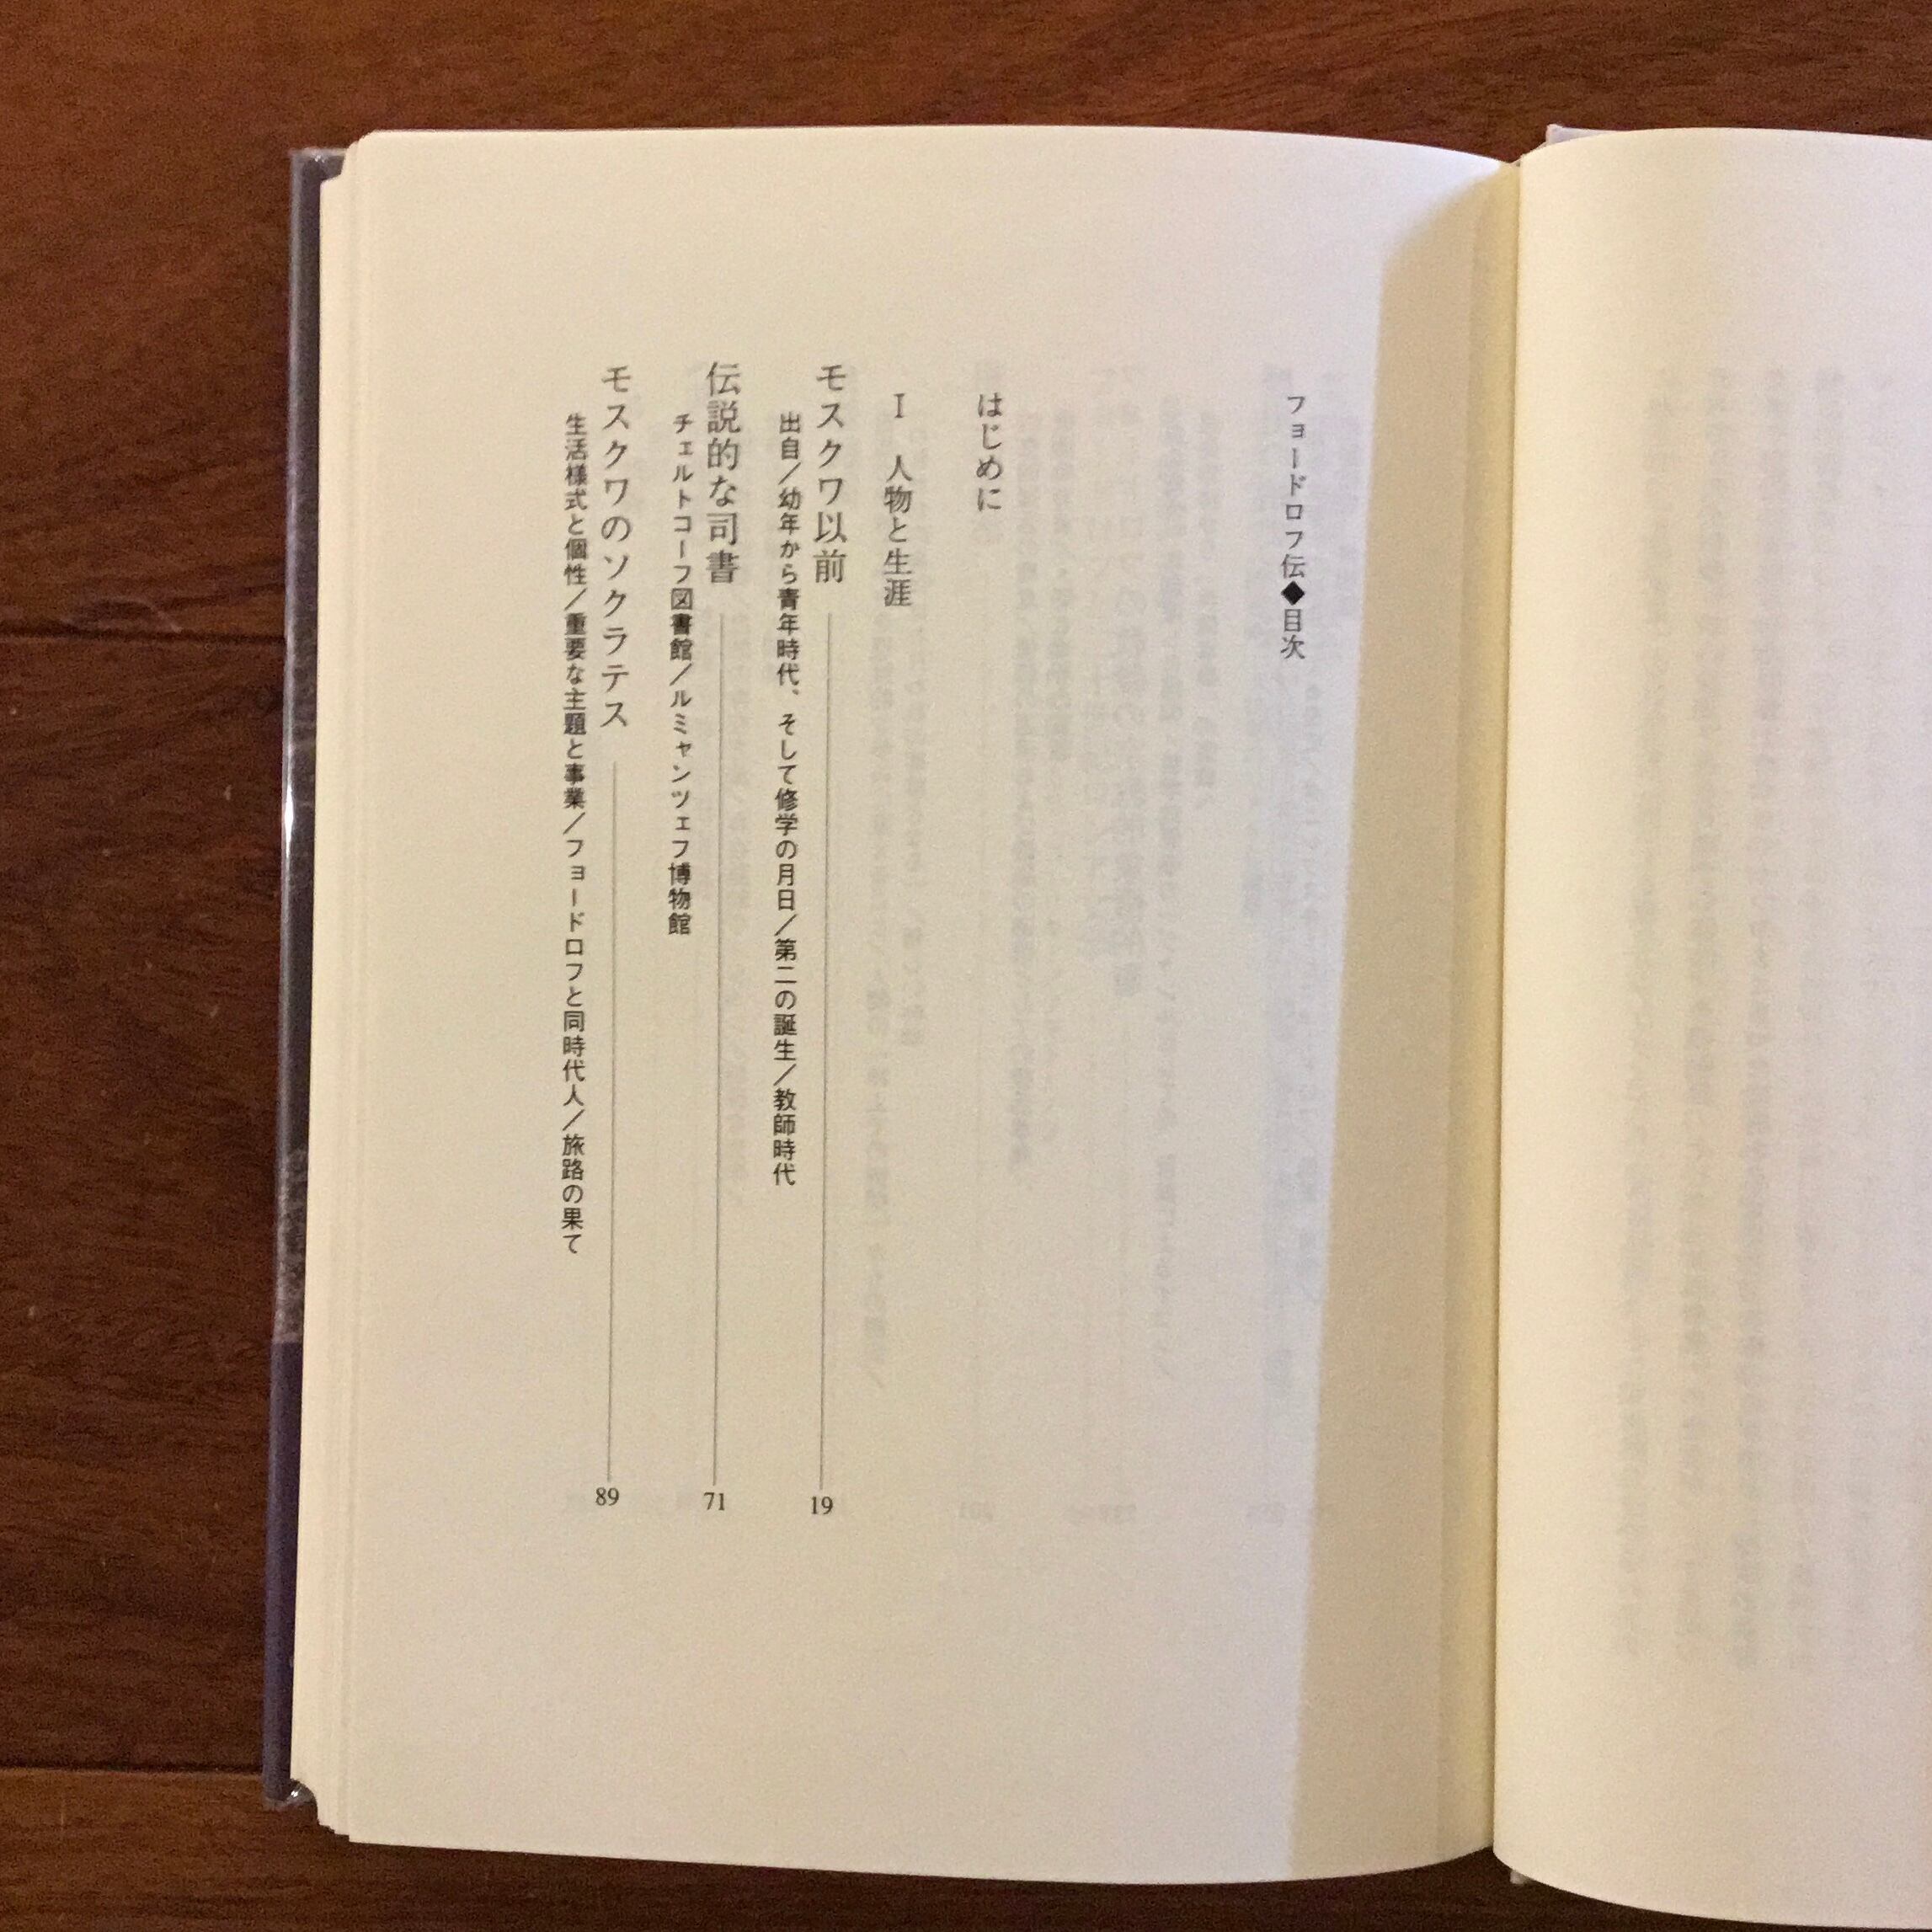 フョードロフ伝◆目次
はじめに
Ⅰ 人物と生涯
モスクワ以前 19
出自／幼年から青年時代、そして修学の月日／第二の誕生／教師時代
伝説的な司書 71
チェルトコーフ図書館／ルミャンツェフ博物館
モスクワのソクラテス 89
生活様式と個性／重要な主題と事業／フョードロフと同時代人／旅路の果て